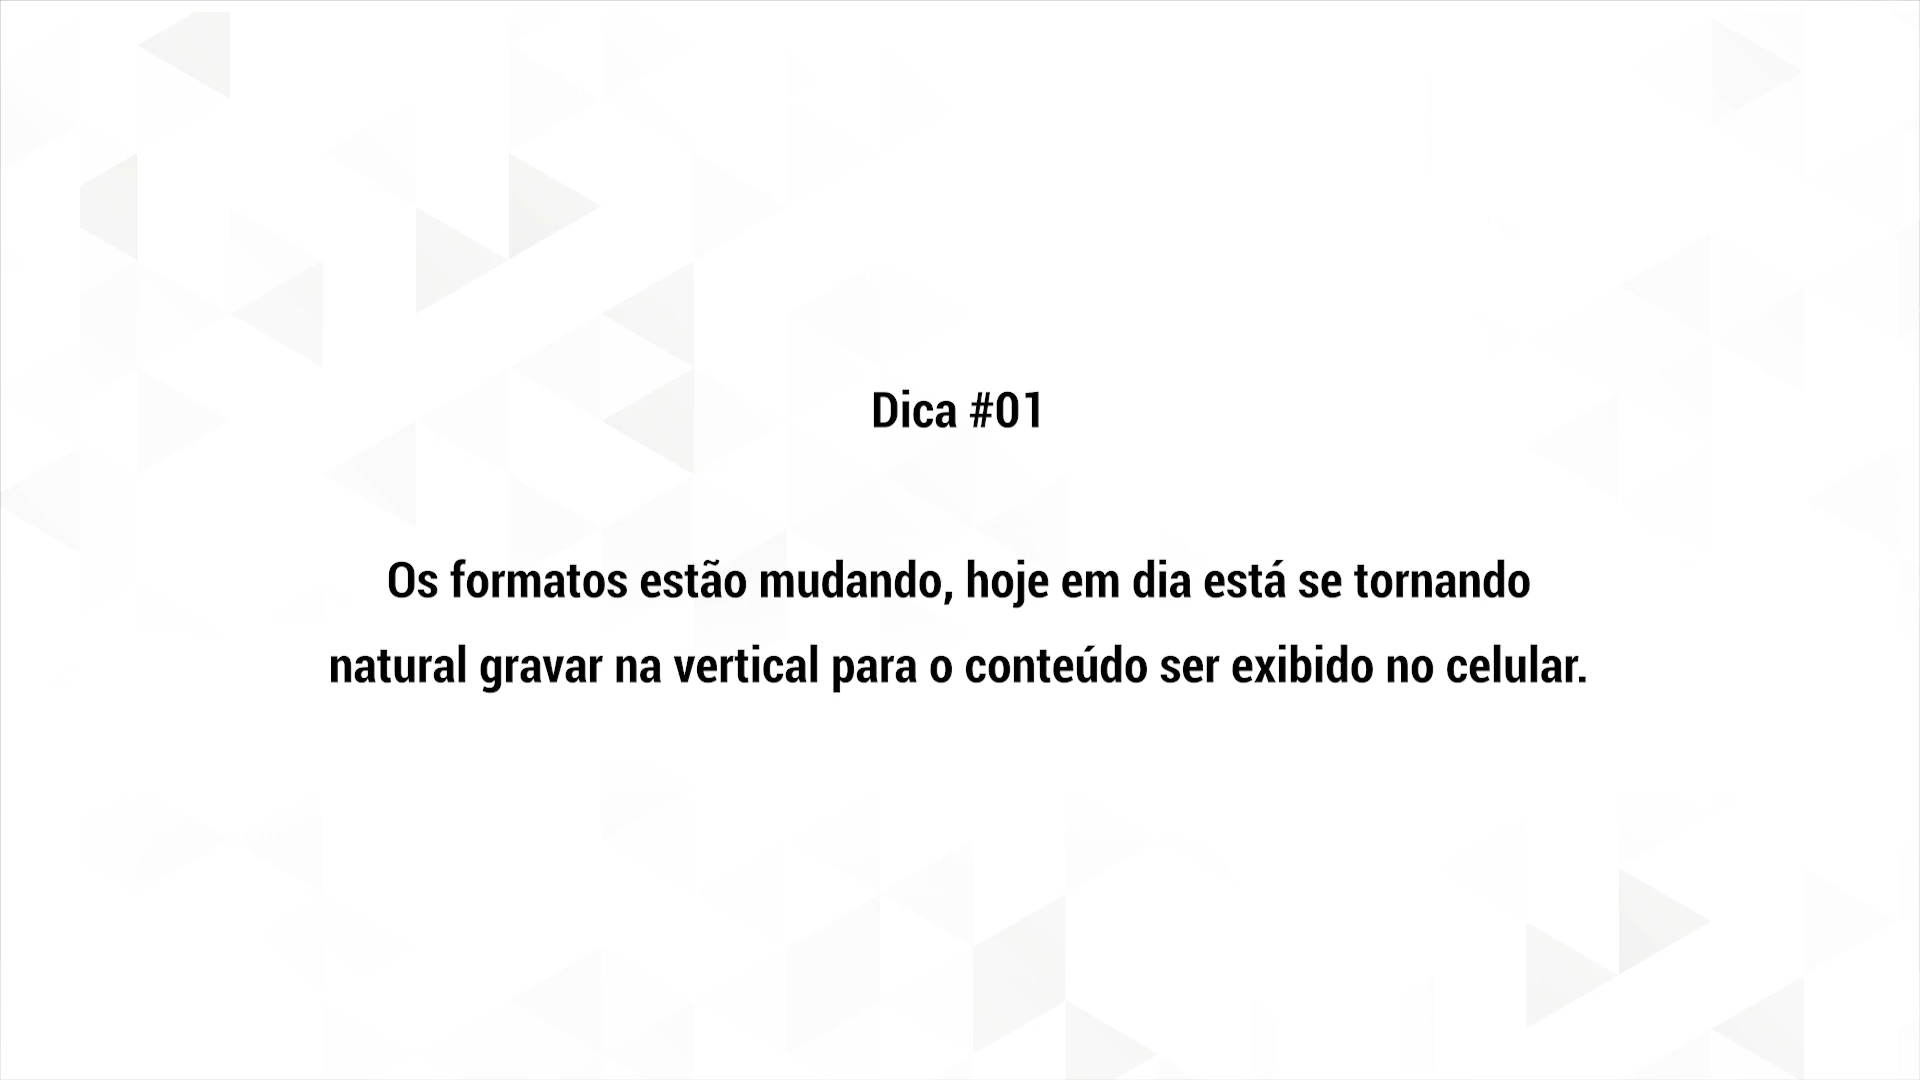 Dica #01
Os formatos estão mudando, hoje em dia está se tornando
natural gravar na vertical para o conteúdo ser exibido no celular.